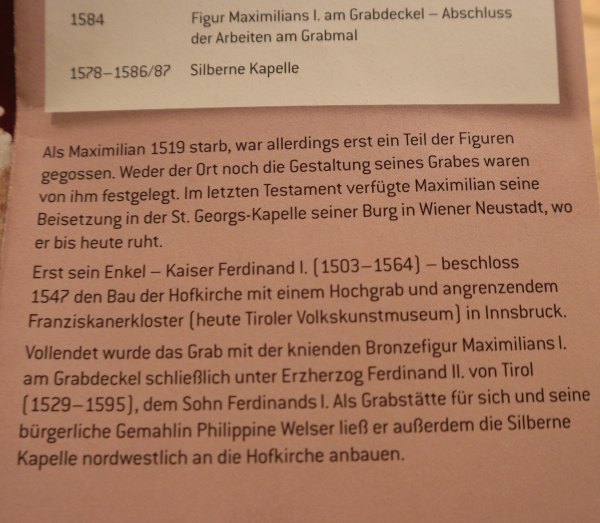 1584 Figur Maximilians I. am Grabdeckel – Abschluss
der Arbeiten am Grabmal
1578–1586/87 Silberne Kapelle
Als Maximilian 1519 starb, war allerdings erst ein Teil der Figuren
gegossen. Weder der Ort noch die Gestaltung seines Grabes waren
von ihm festgelegt. Im letzten Testament verfügte Maximilian seine
Beisetzung in der St. Georgs-Kapelle seiner Burg in Wiener Neustadt, wo
er bis heute ruht.
Erst sein Enkel – Kaiser Ferdinand I. (1503–1564) – beschloss
1547 den Bau der Hofkirche mit einem Hochgrab und angrenzendem
Franziskanerkloster (heute Tiroler Volkskunstmuseum) in Innsbruck.
Vollendet wurde das Grab mit der knienden Bronzefigur Maximilians I.
am Grabdeckel schließlich unter Erzherzog Ferdinand II. von Tirol
(1529–1595), dem Sohn Ferdinands I. Als Grabstätte für sich und seine
bürgerliche Gemahlin Philippine Welser ließ er außerdem die Silberne
Kapelle nordwestlich an die Hofkirche anbauen.